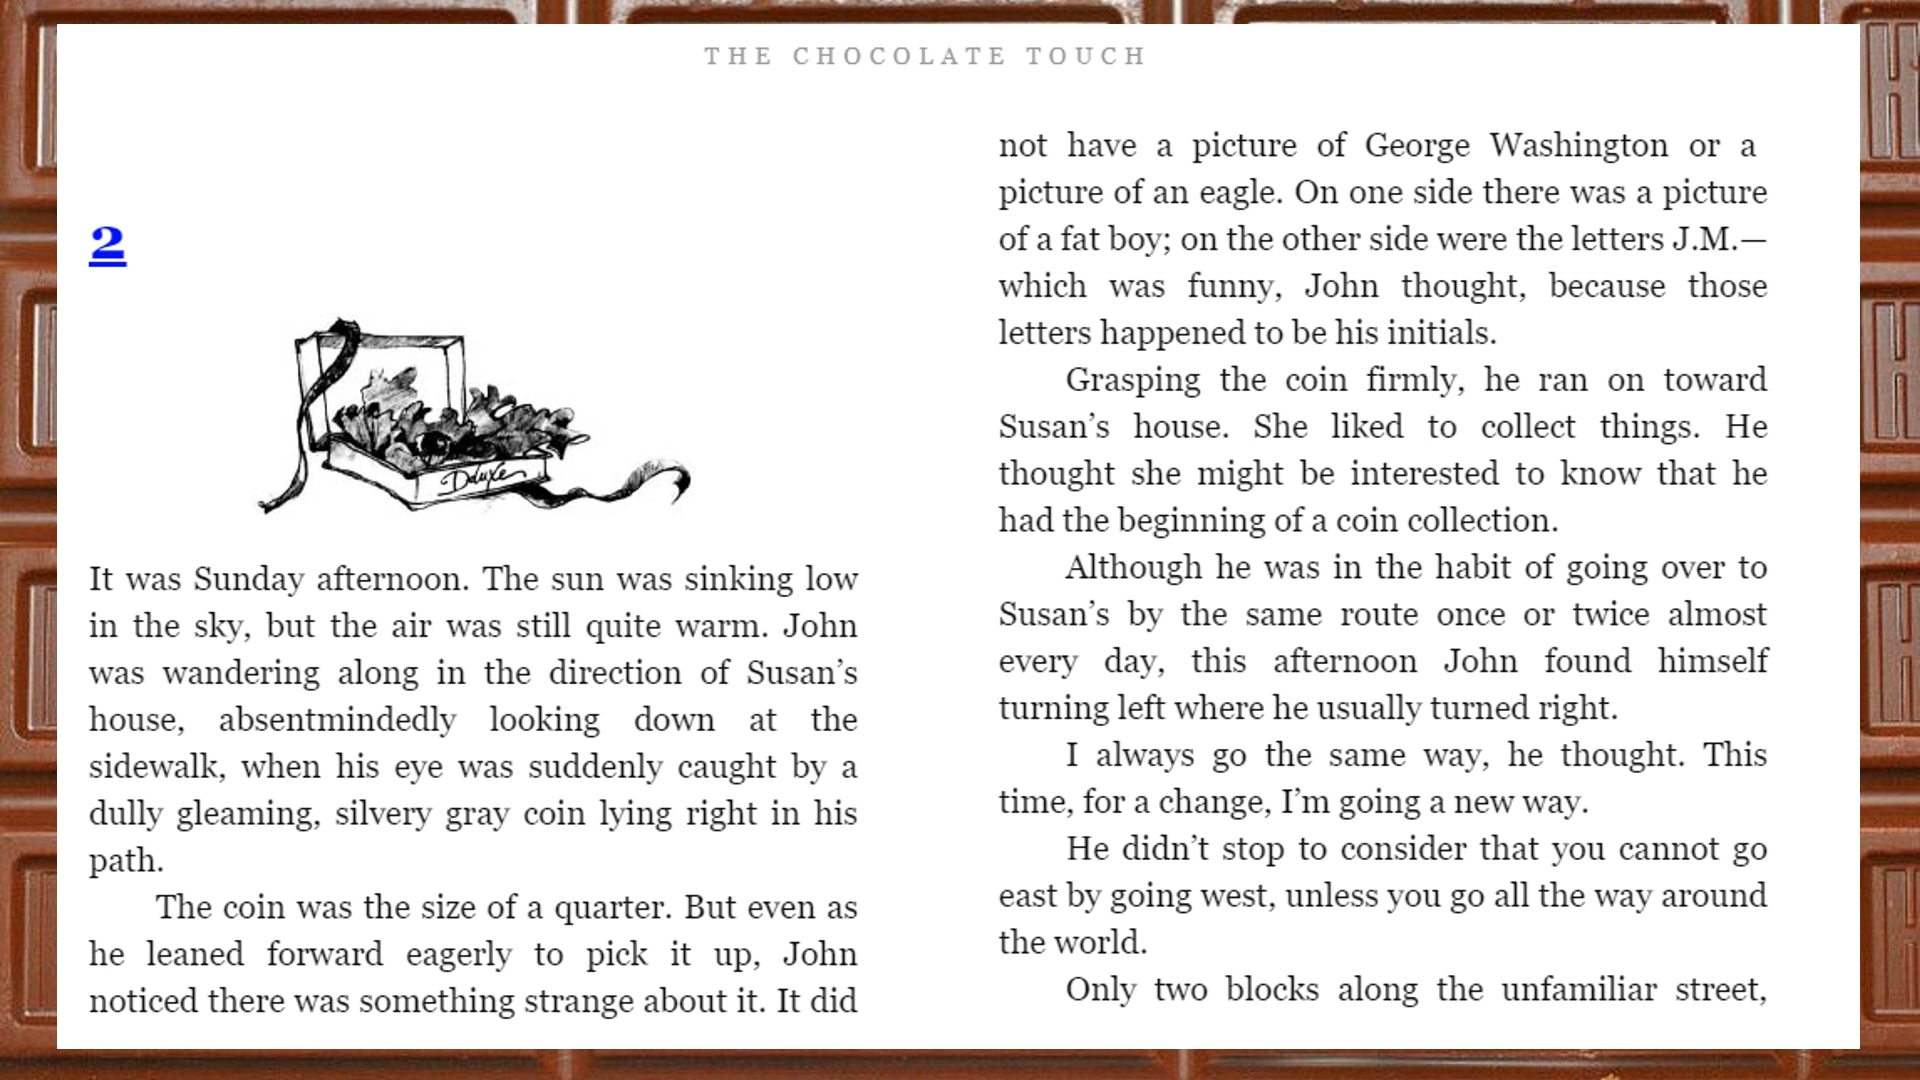 THE CHOCOLATE TOUCH
2
Deluxe
It was Sunday afternoon. The sun was sinking low
in the sky, but the air was still quite warm. John
was wandering along in the direction of Susan’s
house, absentmindedly looking down at the
sidewalk, when his eye was suddenly caught by a
dully gleaming, silvery gray coin lying right in his
path.
The coin was the size of a quarter. But even as
he leaned forward eagerly to pick it up, John
noticed there was something strange about it. It did
not have a picture of George Washington or a
picture of an eagle. On one side there was a picture
of a fat boy; on the other side were the letters J.M.—
which was funny, John thought, because those
letters happened to be his initials.
Grasping the coin firmly, he ran on toward
Susan’s house. She liked to collect things. He
thought she might be interested to know that he
had the beginning of a coin collection.
Although he was in the habit of going over to
Susan’s by the same route once or twice almost
every day, this afternoon John found himself
turning left where he usually turned right.
I always go the same way, he thought. This
time, for a change, I’m going a new way.
He didn’t stop to consider that you cannot go
east by going west, unless you go all the way around
the world.
Only two blocks along the unfamiliar street,